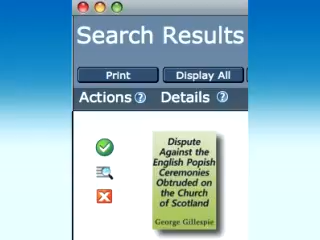 Search Results
Print
Display All
Actions ?
Details ?
Dispute
Against the
English Popish
Ceremonies
Obtruded on
the Church
of Scotland
George Gillespie